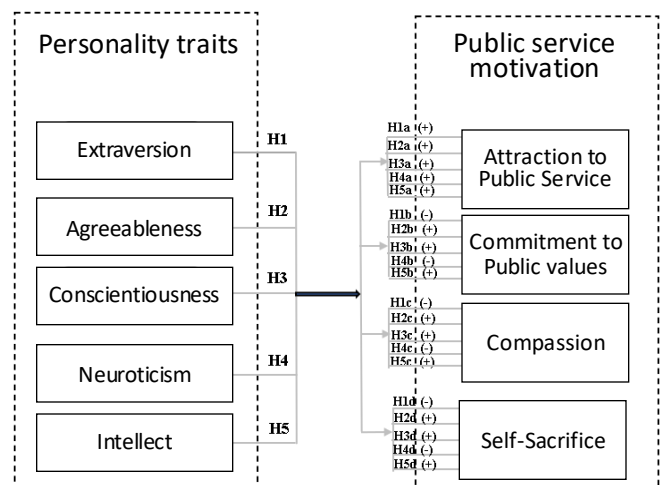 Personality traits
Extraversion
Agreeableness
Conscientiousness
Neuroticism
Intellect
H1
H2
H3
H4
H5
Public service
motivation
H1a (+)
H2a (+)
H3a (+)
H4a (+)
H5a (+)
Attraction to
Public Service
H1b (-)
H2b (+)
H3b (+)
H4b (-)
H5b (+)
Commitment to
Public values
H1c (-)
H2c (+)
H3c (+)
H4c (-)
H5c (+)
Compassion
H1d (-)
H2d (+)
H3d (+)
H4d (-)
H5d (+)
Self-Sacrifice